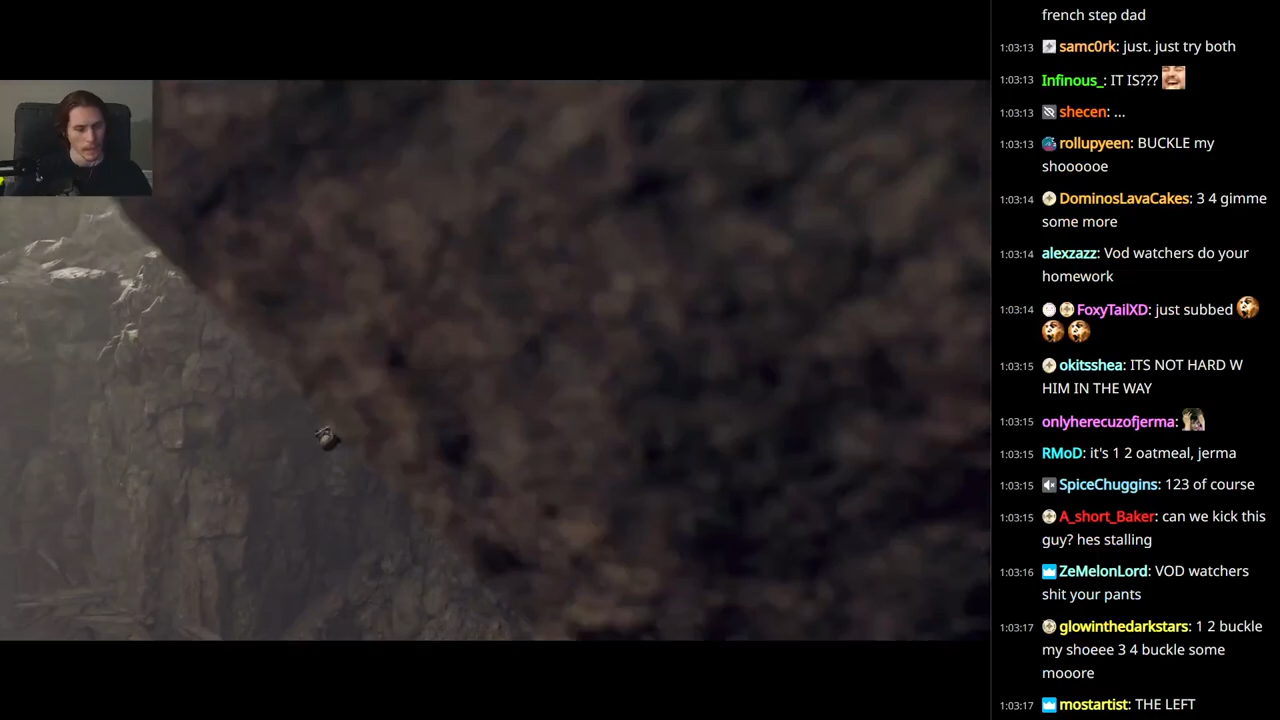 french step dad
1:03:13 samc0rk: just. just try both
1:03:13 Infinous_: IT IS???
1:03:13 shecen: ...
1:03:13 rollupyeen: BUCKLE my
shoooooe
1:03:14 DominosLavaCakes: 3 4 gimme
some more
1:03:14 alexzazz: Vod watchers do your
homework
1:03:14 FoxyTailXD: just subbed
1:03:15 okitsshea: ITS NOT HARD W
HIM IN THE WAY
1:03:15 onlyherecuzofjerma:
1:03:15 RMoD: it's 1 2 oatmeal, jerma
1:03:15 SpiceChuggins: 123 of course
1:03:15 A_short_Baker: can we kick this
guy? hes stalling
1:03:16 ZeMelonLord: VOD watchers
shit your pants
1:03:17 glowinthedarkstars: 1 2 buckle
my shoeee 3 4 buckle some
mooore
1:03:17 mostartist: THE LEFT